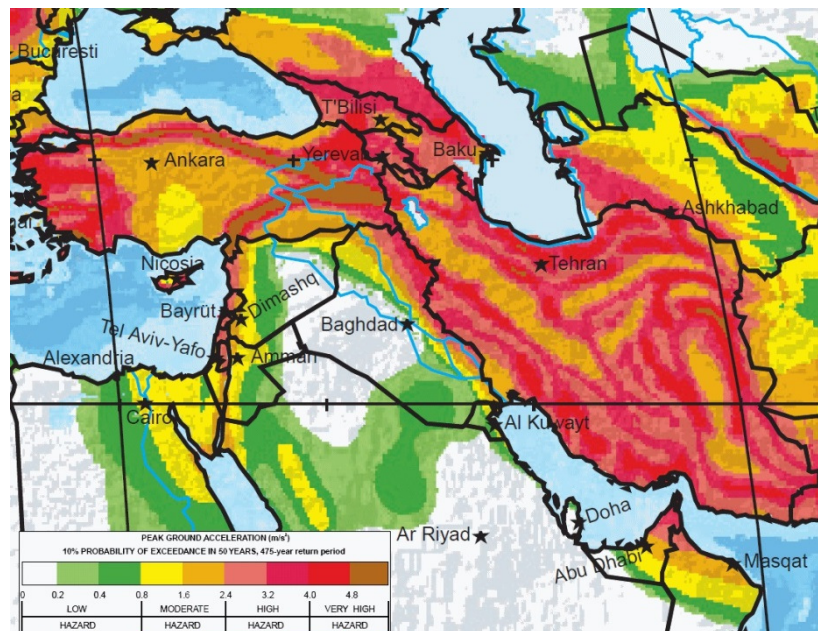 Bucureşti
T'Bilisi
Ankara
Yerevan
Baku
Ashkhabad
Nicosia
Tehran
Bayrūt
Dimashq
Baghdad
Tel Aviv-Yafo
Alexandria
Amman
Cairo
Al Kuwayt
Doha
Ar Riyad
Abu Dhabi
Masqat
PEAK GROUND ACCELERATION (m/s²)
10% PROBABILITY OF EXCEEDANCE IN 50 YEARS, 475-year return period
0 0.2 0.4 0.8 1.6 2.4 3.2 4.0 4.8
LOW MODERATE HIGH VERY HIGH
HAZARD HAZARD HAZARD HAZARD